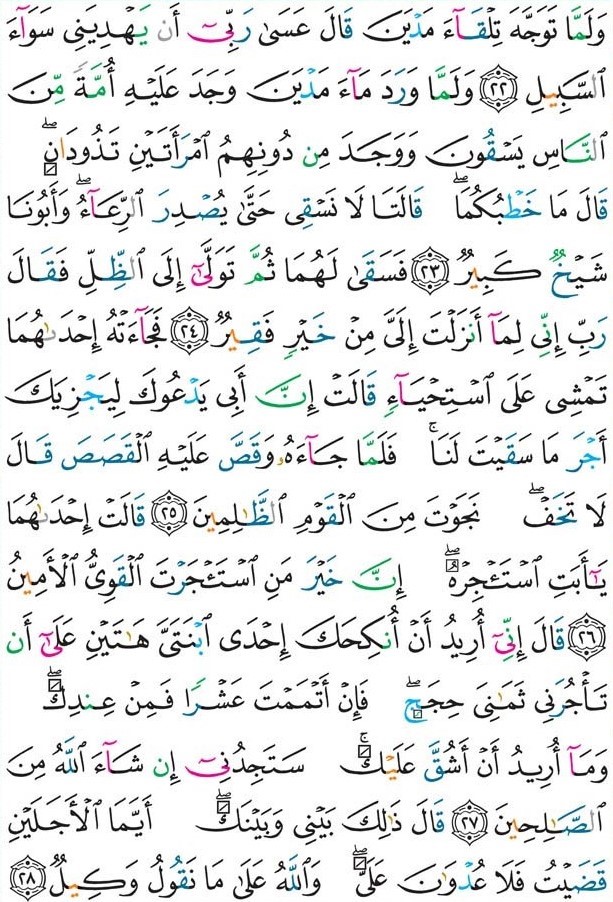 وَلَمَّا تَوَجَّهَ تِلْقَآءَ مَدْيَنَ قَالَ عَسَىٰ رَبِّىٓ أَن يَهْدِيَنِى سَوَآءَ
ٱلسَّبِيلِ ٢٢ وَلَمَّا وَرَدَ مَآءَ مَدْيَنَ وَجَدَ عَلَيْهِ أُمَّةً مِّنَ
ٱلنَّاسِ يَسْقُونَ وَوَجَدَ مِن دُونِهِمُ ٱمْرَأَتَيْنِ تَذُودَانِ ۖ
قَالَ مَا خَطْبُكُمَا ۖ قَالَتَا لَا نَسْقِى حَتَّىٰ يُصْدِرَ ٱلرِّعَآءُ ۖ وَأَبُونَا
شَيْخٌ كَبِيرٌ ٢٣ فَسَقَىٰ لَهُمَا ثُمَّ تَوَلَّىٰٓ إِلَى ٱلظِّلِّ فَقَالَ
رَبِّ إِنِّى لِمَآ أَنزَلْتَ إِلَىَّ مِنْ خَيْرٍ فَقِيرٌ ٢٤ فَجَآءَتْهُ إِحْدَىٰهُمَا
تَمْشِى عَلَى ٱسْتِحْيَآءٍ قَالَتْ إِنَّ أَبِى يَدْعُوكَ لِيَجْزِيَكَ
أَجْرَ مَا سَقَيْتَ لَنَا ۚ فَلَمَّا جَآءَهُۥ وَقَصَّ عَلَيْهِ ٱلْقَصَصَ قَالَ
لَا تَخَفْ ۖ نَجَوْتَ مِنَ ٱلْقَوْمِ ٱلظَّٰلِمِينَ ٢٥ قَالَتْ إِحْدَىٰهُمَا
يَٰٓأَبَتِ ٱسْتَـْٔجِرْهُ ۖ إِنَّ خَيْرَ مَنِ ٱسْتَـْٔجَرْتَ ٱلْقَوِىُّ ٱلْأَمِينُ
٢٦ قَالَ إِنِّىٓ أُرِيدُ أَنْ أُنكِحَكَ إِحْدَى ٱبْنَتَىَّ هَٰتَيْنِ عَلَىٰٓ أَن
تَأْجُرَنِى ثَمَٰنِىَ حِجَجٍ ۖ فَإِنْ أَتْمَمْتَ عَشْرًا فَمِنْ عِندِكَ ۖ
وَمَآ أُرِيدُ أَنْ أَشُقَّ عَلَيْكَ ۚ سَتَجِدُنِىٓ إِن شَآءَ ٱللَّهُ مِنَ
ٱلصَّٰلِحِينَ ٢٧ قَالَ ذَٰلِكَ بَيْنِى وَبَيْنَكَ ۖ أَيَّمَا ٱلْأَجَلَيْنِ
قَضَيْتُ فَلَا عُدْوَٰنَ عَلَىَّ ۖ وَٱللَّهُ عَلَىٰ مَا نَقُولُ وَكِيلٌ ٢٨